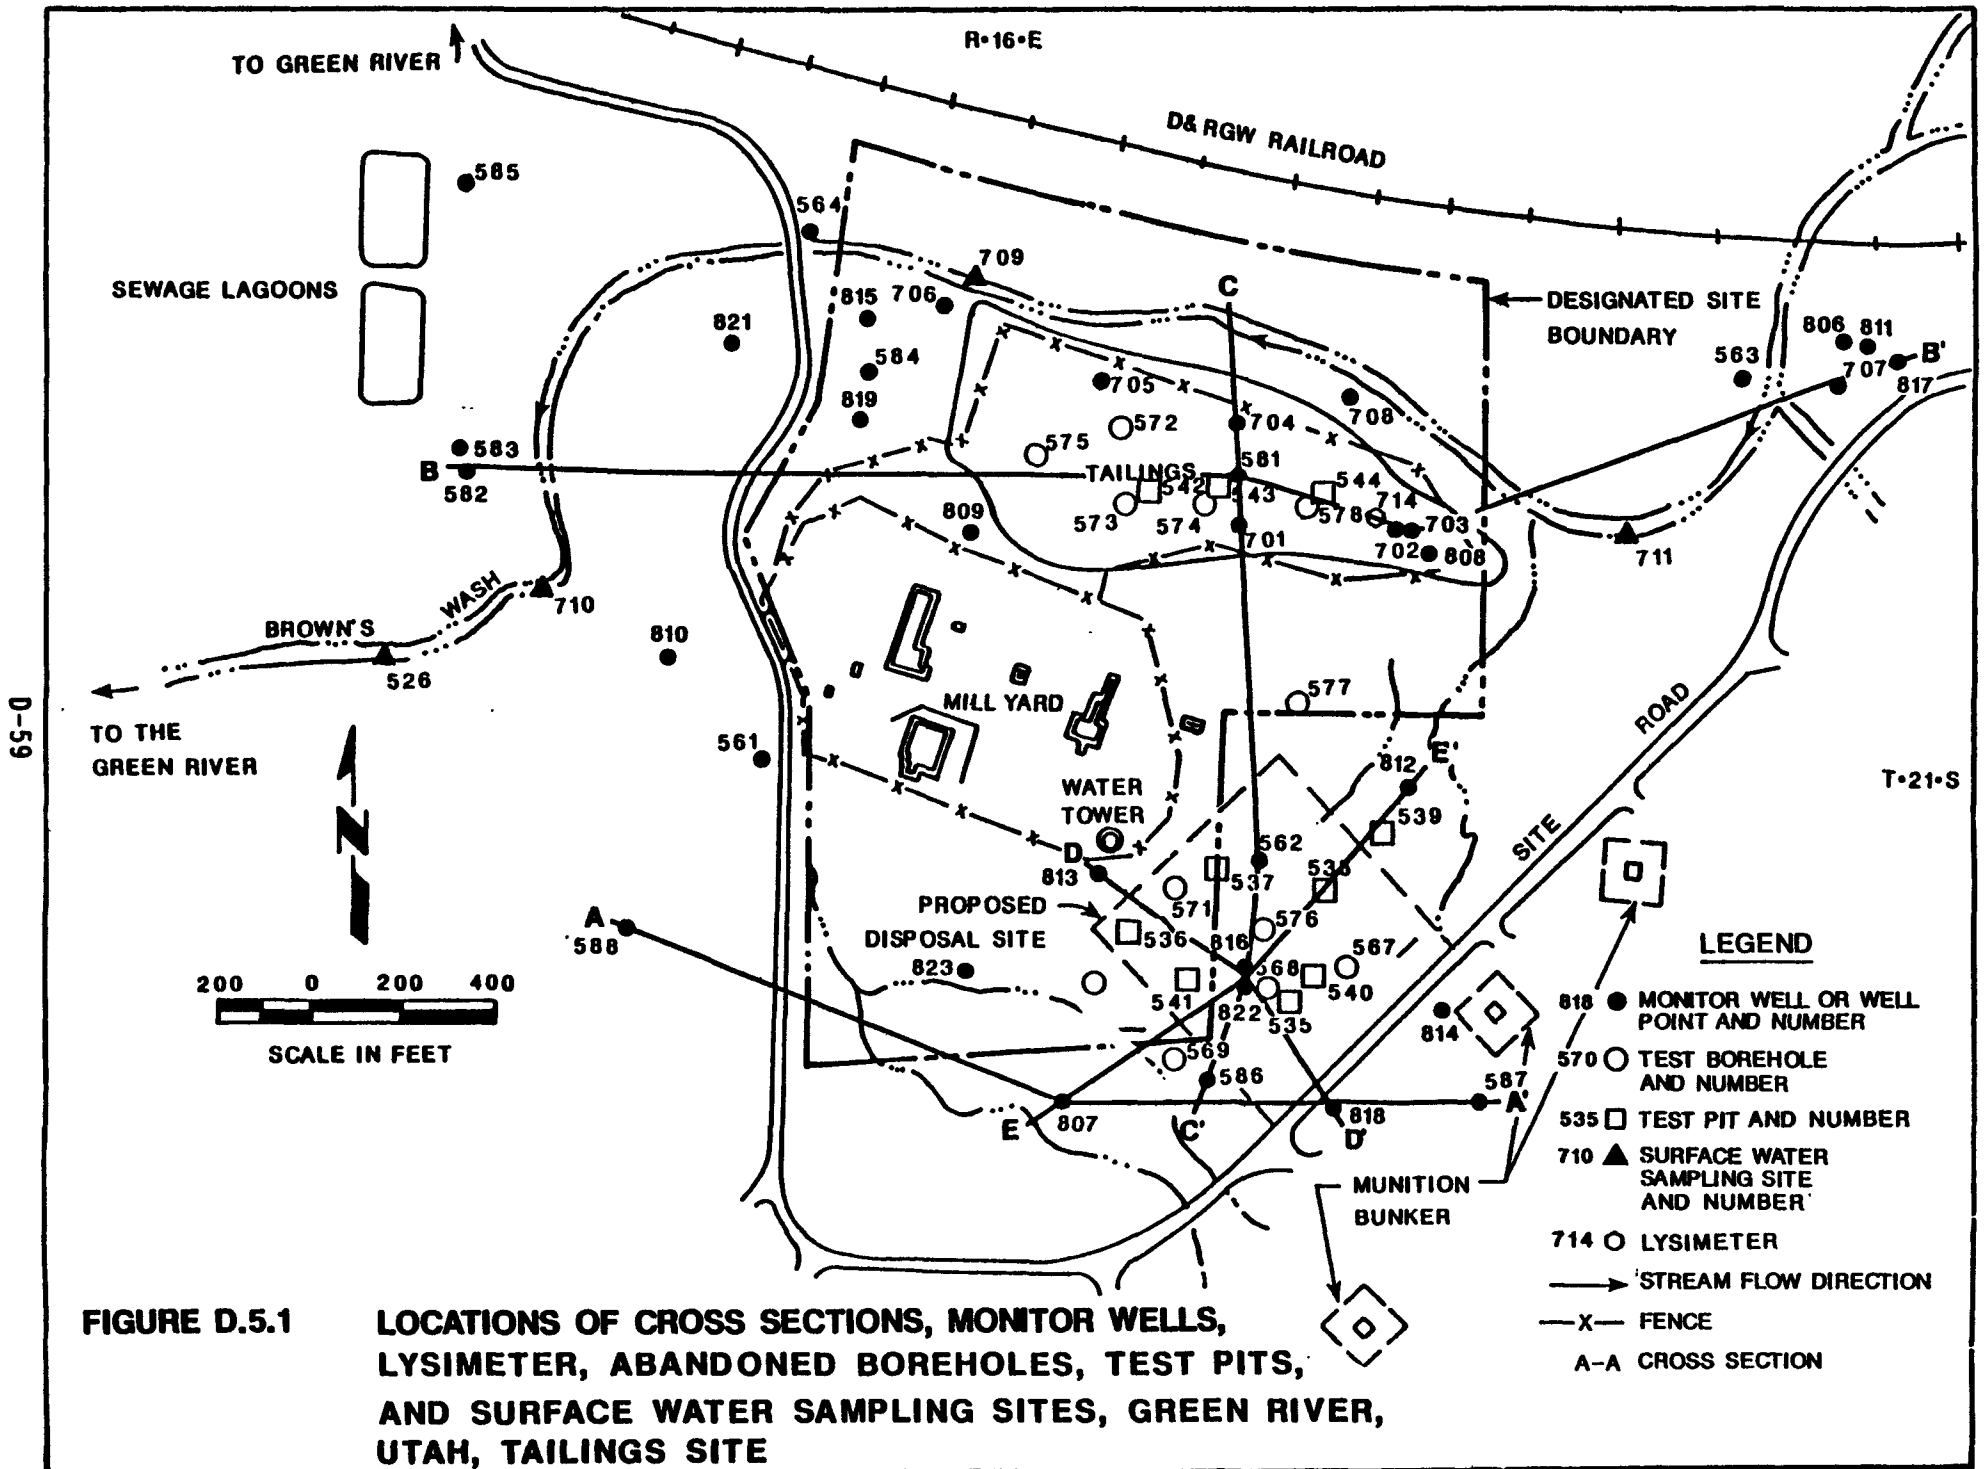 R•16•E
TO GREEN RIVER
D&RGW RAILROAD
585
564
SEWAGE LAGOONS
709
C
815
706
821
DESIGNATED SITE
BOUNDARY
806
811
B'
707
563
817
584
705
708
819
704
572
575
583
B
582
TAILINGS
581
542
543
544
714
573
574
578
703
809
701
702
808
711
WASH
710
BROWN'S
526
810
TO THE
GREEN RIVER
577
MILL YARD
ROAD
561
E'
812
T•21•S
WATER
TOWER
539
SITE
D
562
813
537
538
571
PROPOSED
DISPOSAL SITE
576
A
588
536
816
567
823
568
541
540
822
535
814
LEGEND
200 0 200 400
SCALE IN FEET
818 MONITOR WELL OR WELL
POINT AND NUMBER
569
570 TEST BOREHOLE
AND NUMBER
586
587
A'
E
807
C'
818
D'
535 TEST PIT AND NUMBER
710 SURFACE WATER
SAMPLING SITE
AND NUMBER
MUNITION
BUNKER
714 LYSIMETER
STREAM FLOW DIRECTION
—X— FENCE
A-A CROSS SECTION
D-59
N
FIGURE D.5.1 LOCATIONS OF CROSS SECTIONS, MONITOR WELLS,
LYSIMETER, ABANDONED BOREHOLES, TEST PITS,
AND SURFACE WATER SAMPLING SITES, GREEN RIVER,
UTAH, TAILINGS SITE